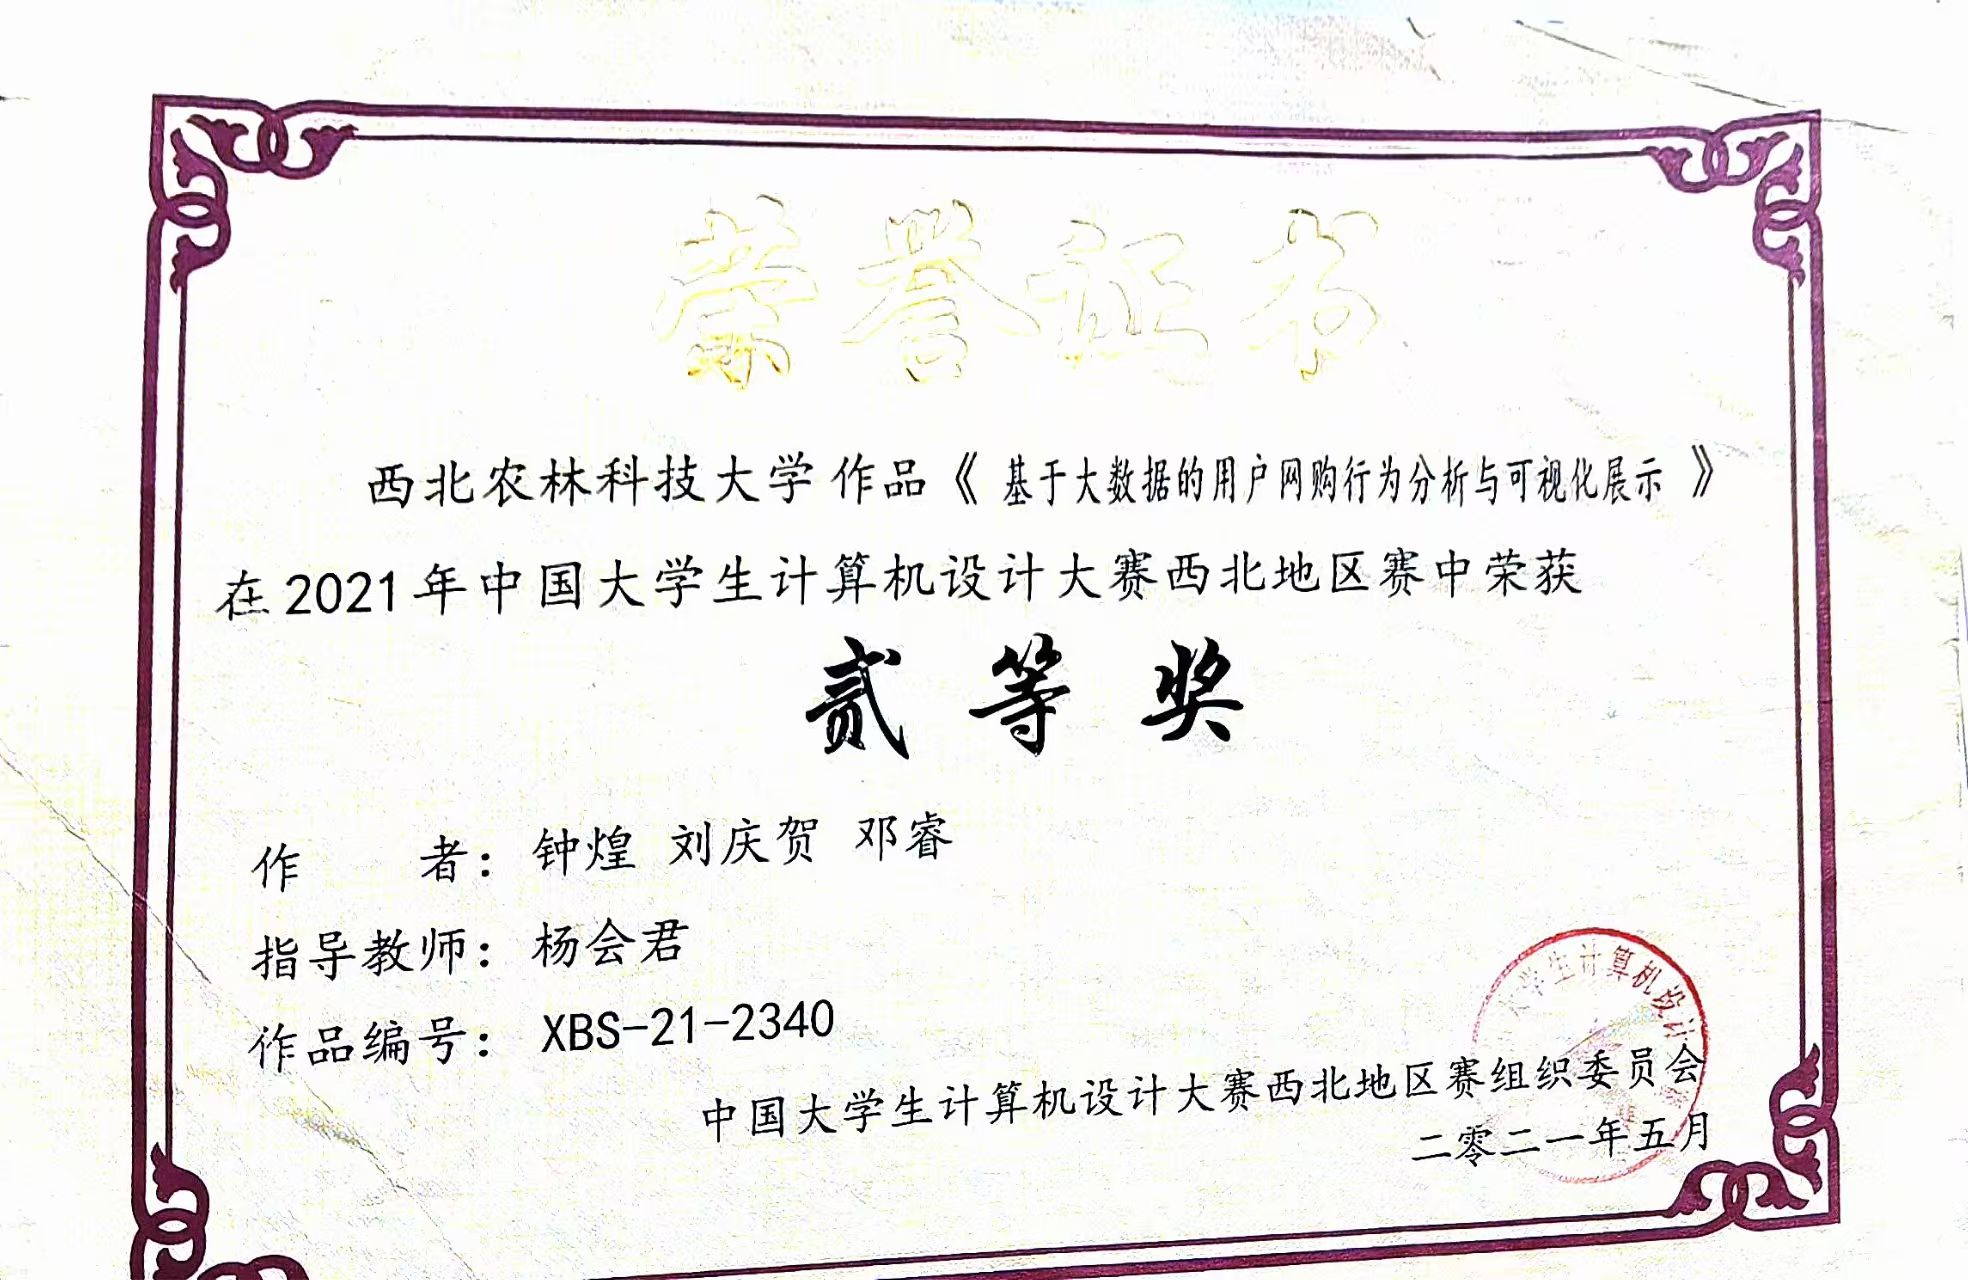 荣誉证书
西北农林科技大学 作品《 基于大数据的用户网购行为分析与可视化展示 》
在2021年中国大学生计算机设计大赛西北地区赛中荣获
贰等奖
作 者：钟煌 刘庆贺 邓睿
指导教师：杨会君
作品编号：XBS-21-2340
大学生计算机设计
中国大学生计算机设计大赛西北地区赛组织委员会
二零二一年五月